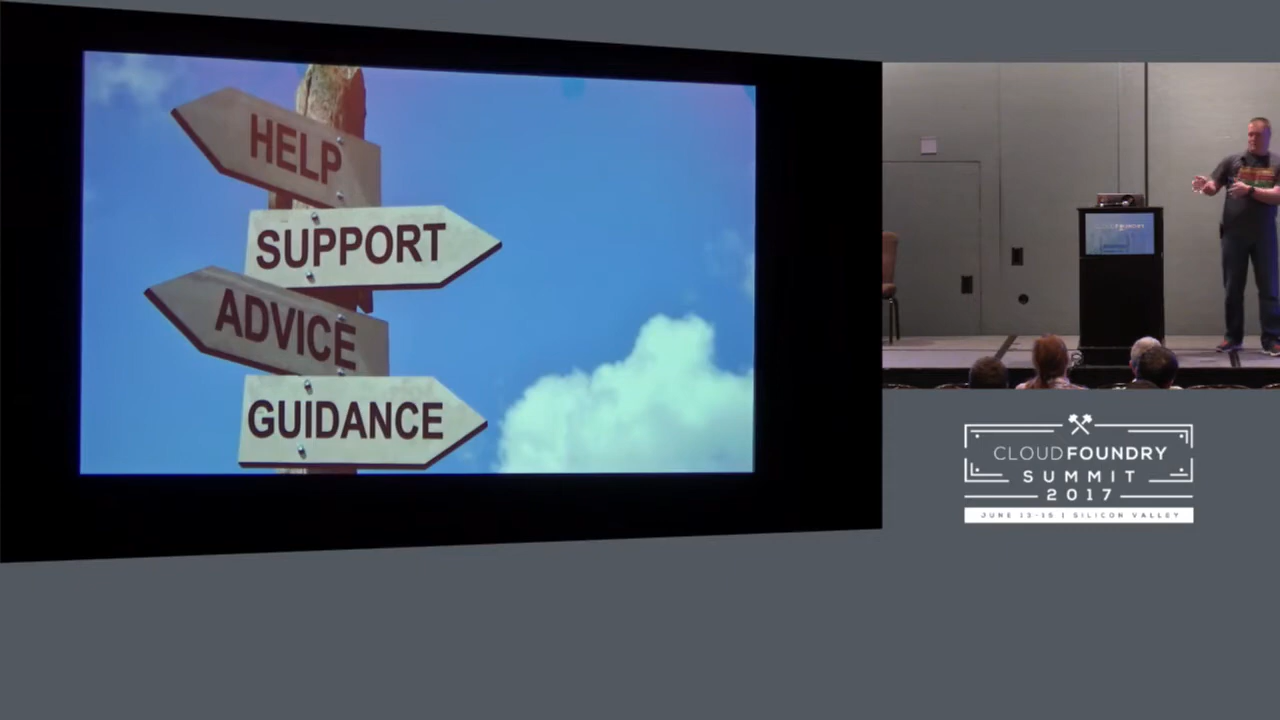 HELP
SUPPORT
ADVICE
GUIDANCE
CLOUDFOUNDRY
SUMMIT
2017
JUNE 13-15 | SILICON VALLEY